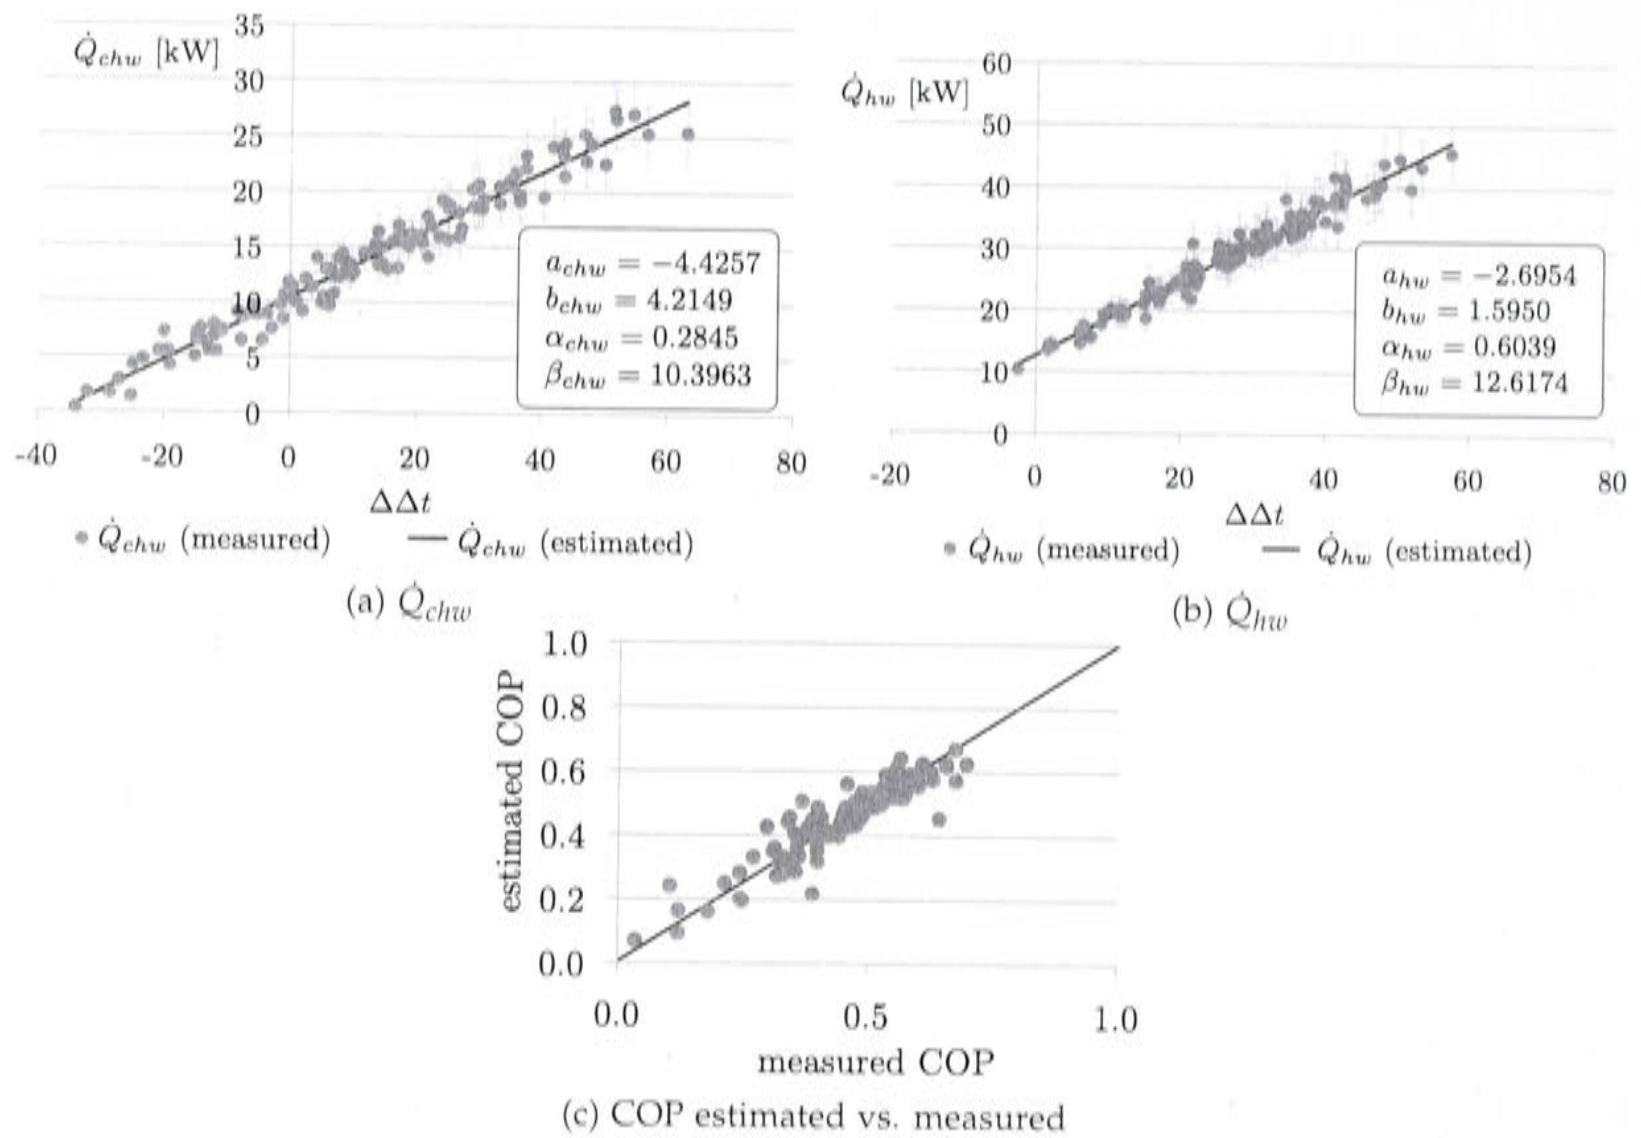 Q̇chw [kW]
35
30
25
20
15
10
5
0
-40 -20 0 20 40 60 80
ΔΔt
achw = −4.4257
bchw = 4.2149
αchw = 0.2845
βchw = 10.3963
Q̇chw (measured) Q̇chw (estimated)
(a) Q̇chw
Q̇hw [kW]
60
50
40
30
20
10
0
-20 0 20 40 60 80
ΔΔt
ahw = −2.6954
bhw = 1.5950
αhw = 0.6039
βhw = 12.6174
Q̇hw (measured) Q̇hw (estimated)
(b) Q̇hw
estimated COP
1.0
0.8
0.6
0.4
0.2
0.0
0.0 0.5 1.0
measured COP
(c) COP estimated vs. measured